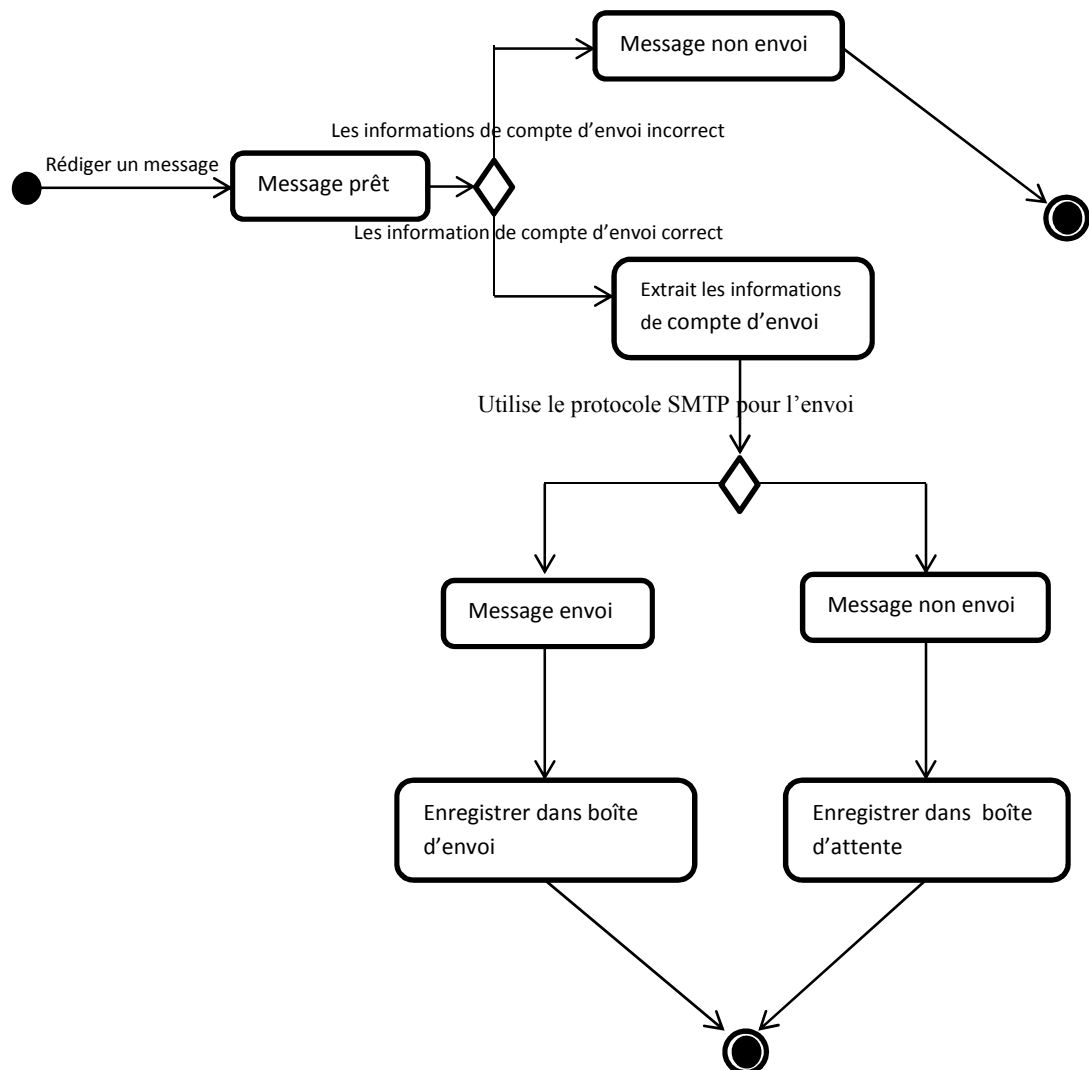 Message non envoi
Les informations de compte d'envoi incorrect
Rédiger un message
Message prêt
Les information de compte d'envoi correct
Extrait les informations
de compte d'envoi
Utilise le protocole SMTP pour l'envoi
Message envoi
Message non envoi
Enregistrer dans boîte
d'envoi
Enregistrer dans boîte
d'attente